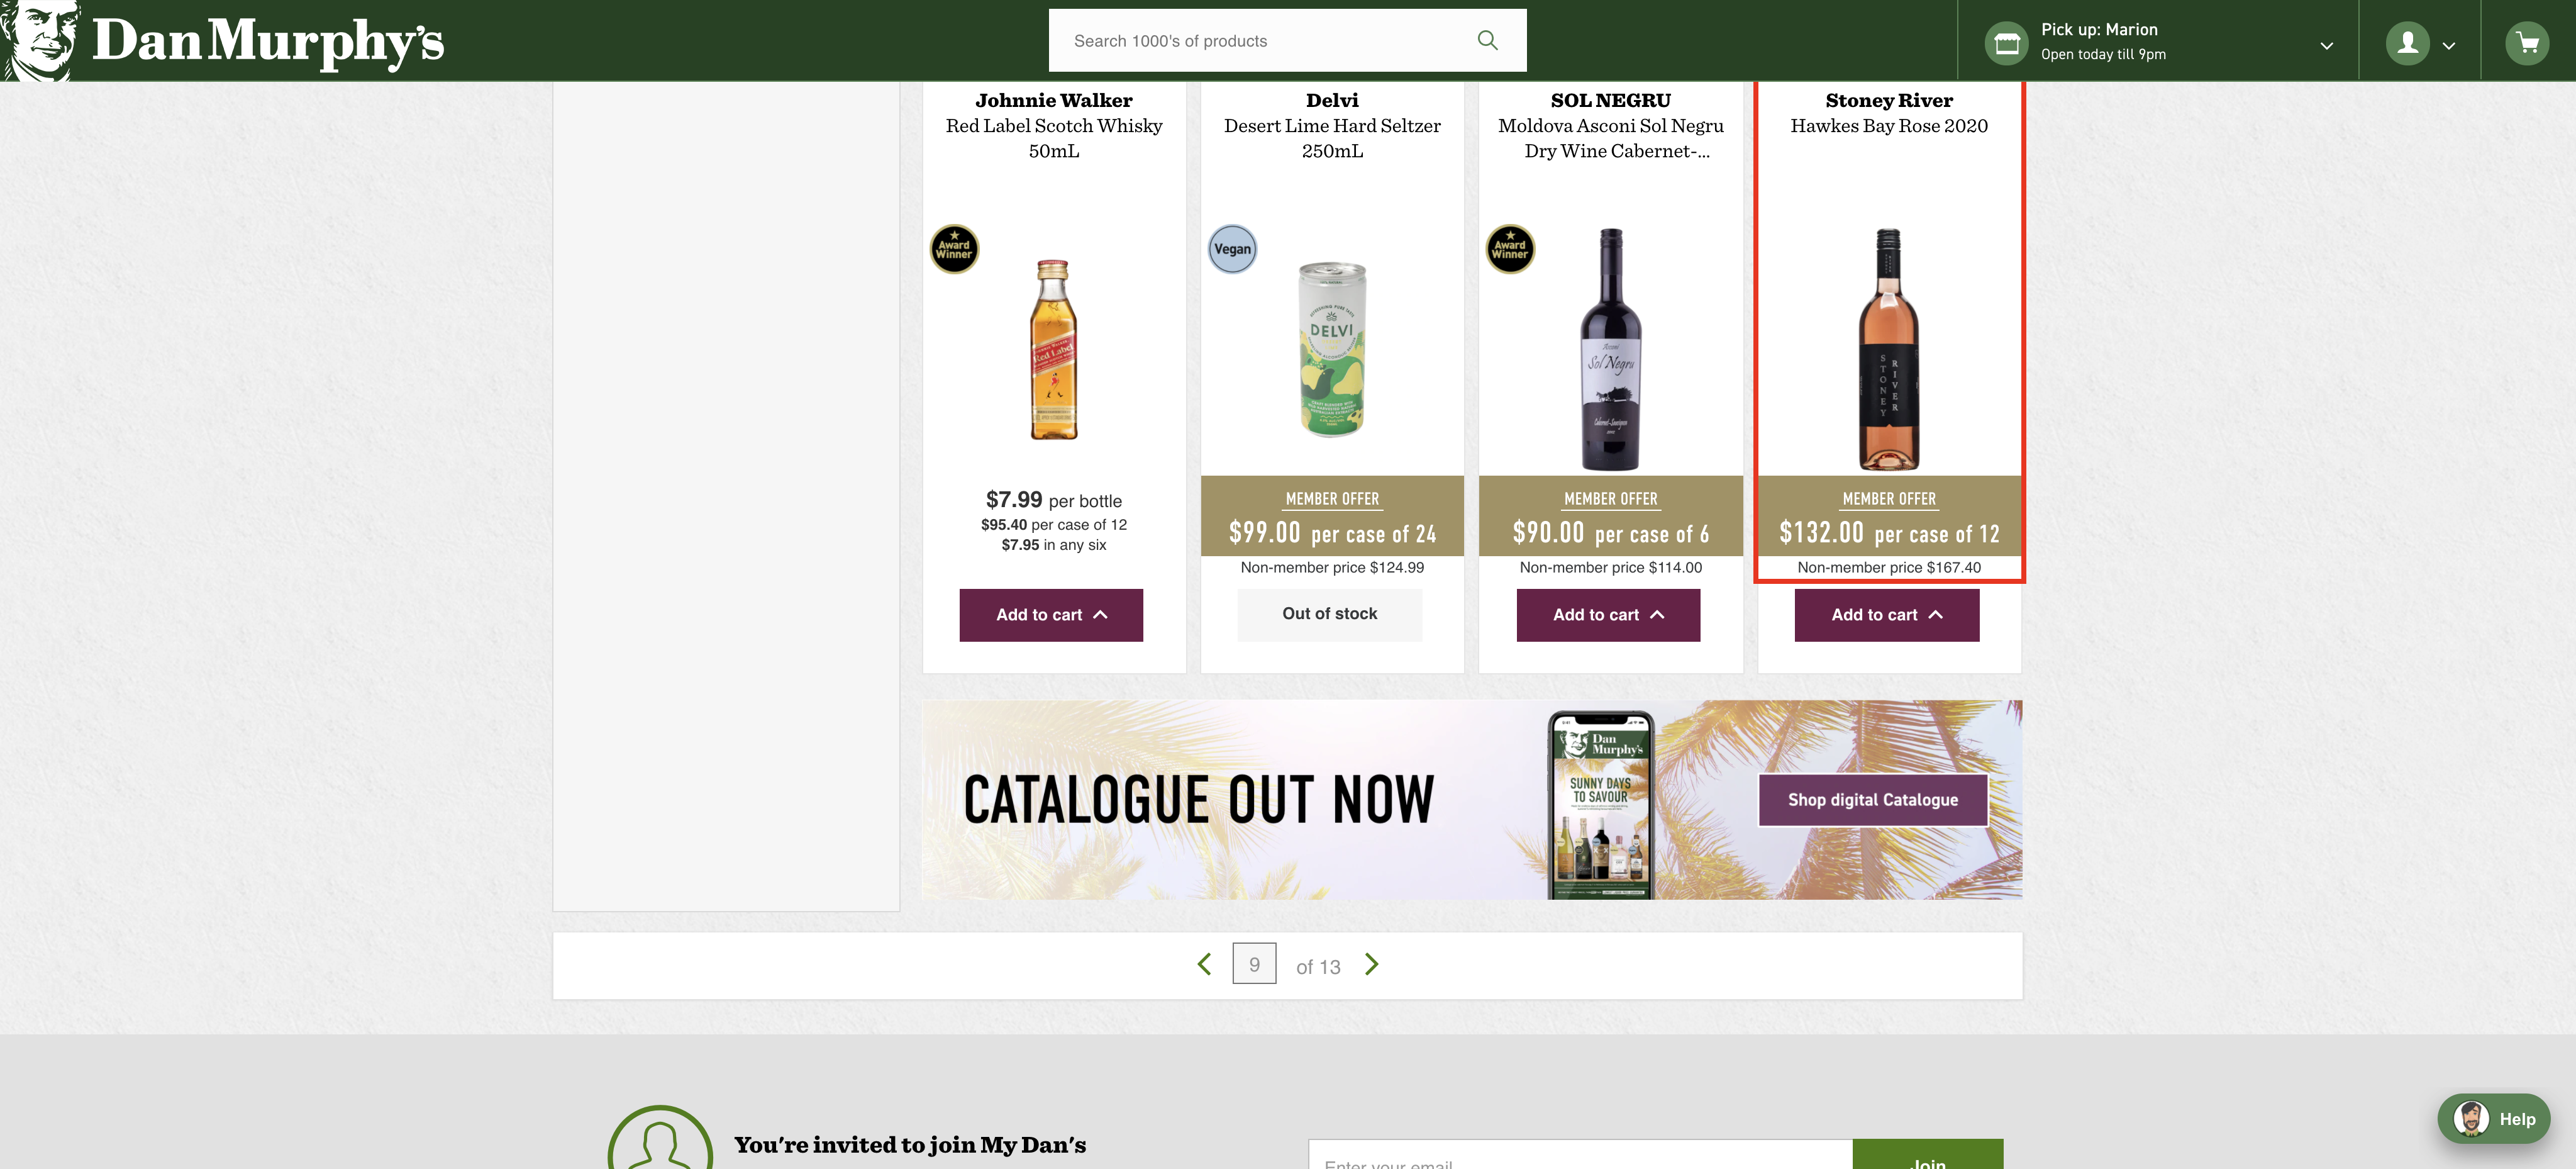 Dan Murphy's
Search 1000's of products
Pick up: Marion
Open today till 9pm
Johnnie Walker
Red Label Scotch Whisky
50mL
Award
Winner
Red Label
$7.99 per bottle
$95.40 per case of 12
$7.95 in any six
Add to cart
Delvi
Desert Lime Hard Seltzer
250mL
Vegan
DELVI
MEMBER OFFER
$99.00 per case of 24
Non-member price $124.99
Out of stock
SOL NEGRU
Moldova Asconi Sol Negru
Dry Wine Cabernet-...
Award
Winner
Asconi
Sol Negru
Cabernet-Sauvignon
MEMBER OFFER
$90.00 per case of 6
Non-member price $114.00
Add to cart
Stoney River
Hawkes Bay Rose 2020
STONEY
RIVER
MEMBER OFFER
$132.00 per case of 12
Non-member price $167.40
Add to cart
CATALOGUE OUT NOW
Dan
Murphy's
SUNNY DAYS
TO SAVOUR
Shop digital Catalogue
9 of 13
You're invited to join My Dan's
Enter your email
Join
Help